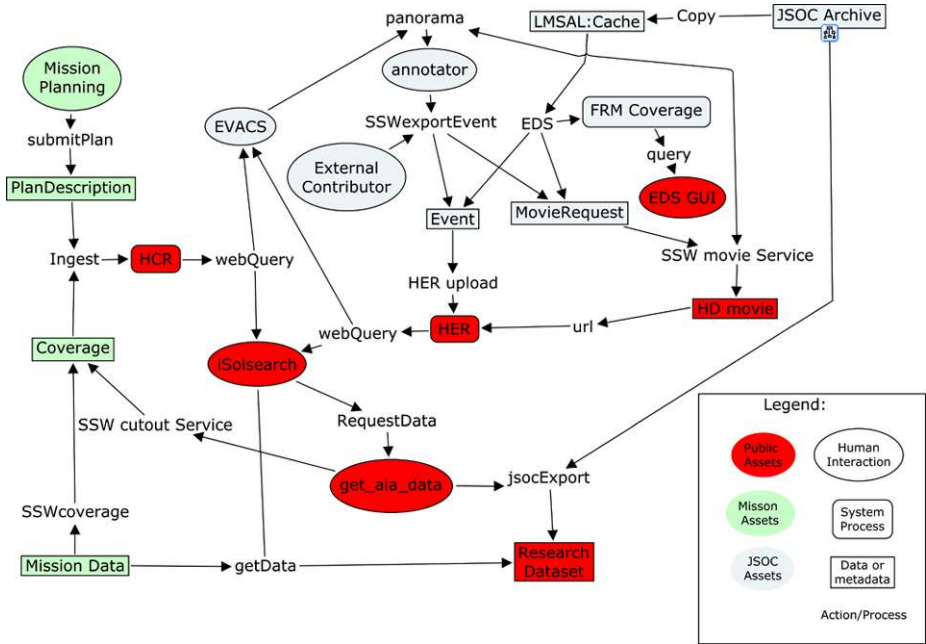 panorama
LMSAL:Cache
Copy
JSOC Archive
Mission
Planning
annotator
FRM Coverage
EVACS
SSWexportEvent
EDS
submitPlan
External
Contributor
query
PlanDescription
EDS GUI
Event
MovieRequest
Ingest
HCR
webQuery
SSW movie Service
HER upload
HD movie
url
HER
webQuery
Coverage
iSolsearch
SSW cutout Service
RequestData
get_aia_data
jsocExport
SSWcoverage
Mission Data
getData
Research
Dataset
Legend:
Public
Assets
Human
Interaction
Misson
Assets
System
Process
JSOC
Assets
Data or
metadata
Action/Process